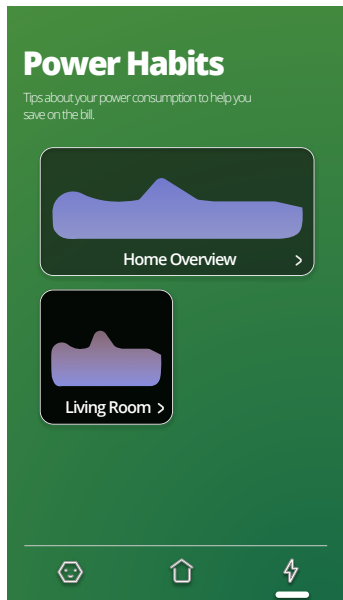 Power Habits
Tips about your power consumption to help you
save on the bill.
Home Overview
Living Room